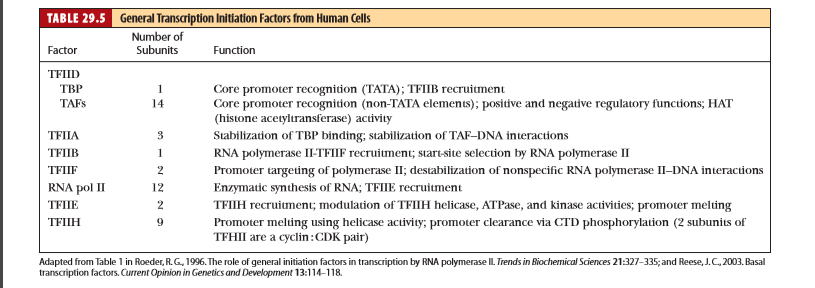 TABLE 29.5 General Transcription Initiation Factors from Human Cells
Number of
Factor Subunits Function
TFIID
TBP 1 Core promoter recognition (TATA); TFIIB recruitment
TAFs 14 Core promoter recognition (non-TATA elements); positive and negative regulatory functions; HAT
(histone acetyltransferase) activity
TFIIA 3 Stabilization of TBP binding; stabilization of TAF–DNA interactions
TFIIB 1 RNA polymerase II-TFIIF recruitment; start-site selection by RNA polymerase II
TFIIF 2 Promoter targeting of polymerase II; destabilization of nonspecific RNA polymerase II–DNA interactions
RNA pol II 12 Enzymatic synthesis of RNA; TFIIE recruitment
TFIIE 2 TFIIH recruitment; modulation of TFIIH helicase, ATPase, and kinase activities; promoter melting
TFIIH 9 Promoter melting using helicase activity; promoter clearance via CTD phosphorylation (2 subunits of
TFHII are a cyclin:CDK pair)
Adapted from Table 1 in Roeder, R. G., 1996. The role of general initiation factors in transcription by RNA polymerase II. Trends in Biochemical Sciences 21:327–335; and Reese, J. C., 2003. Basal
transcription factors. Current Opinion in Genetics and Development 13:114–118.